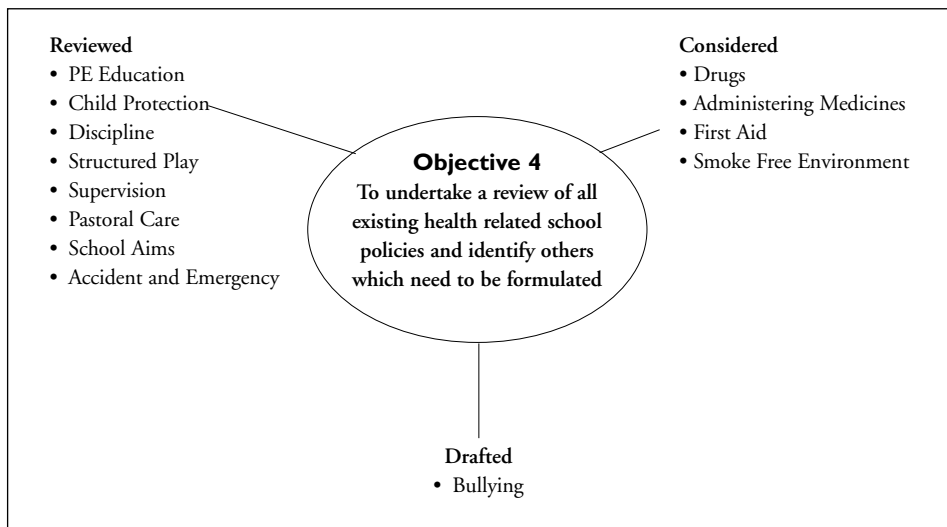 Reviewed
• PE Education
• Child Protection
• Discipline
• Structured Play
• Supervision
• Pastoral Care
• School Aims
• Accident and Emergency
Considered
• Drugs
• Administering Medicines
• First Aid
• Smoke Free Environment
Objective 4
To undertake a review of all
existing health related school
policies and identify others
which need to be formulated
Drafted
• Bullying